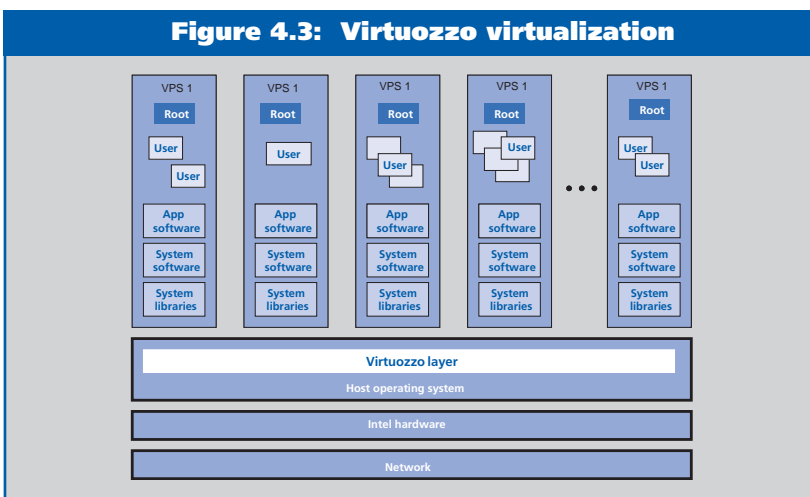 Figure 4.3: Virtuozzo virtualization
VPS 1
Root
User
User
App
software
System
software
System
libraries
VPS 1
Root
User
App
software
System
software
System
libraries
VPS 1
Root
User
App
software
System
software
System
libraries
VPS 1
Root
User
App
software
System
software
System
libraries
...
VPS 1
Root
User
User
App
software
System
software
System
libraries
Virtuozzo layer
Host operating system
Intel hardware
Network